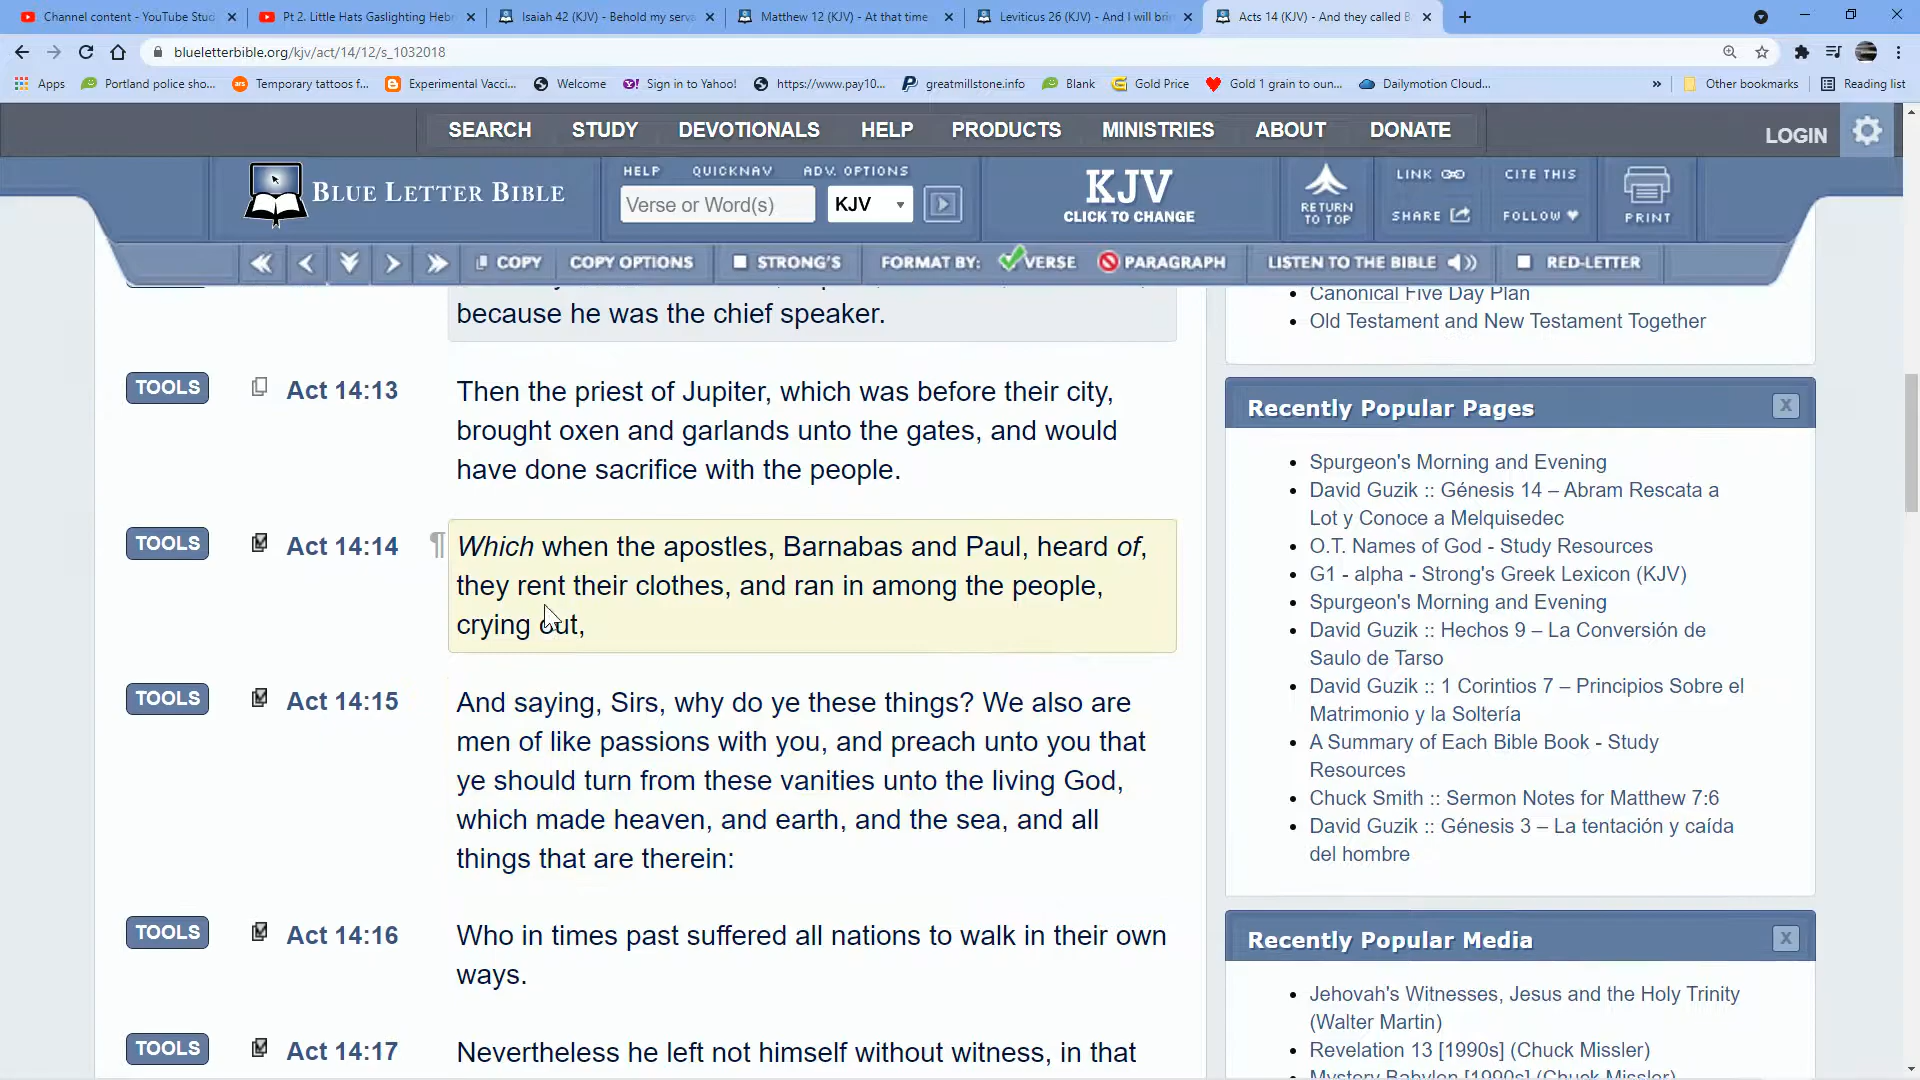 Channel content - YouTube Stud
Pt 2. Little Hats Gaslighting Heb
Isaiah 42 (KJV) - Behold my serva
Matthew 12 (KJV) - At that time
Leviticus 26 (KJV) - And I will brin
Acts 14 (KJV) - And they called B
blueletterbible.org/kjv/act/14/12/s_1032018
Apps
Portland police sho...
Temporary tattoos f...
Experimental Vacci...
Welcome
Sign in to Yahoo!
https://www.pay10...
greatmillstone.info
Blank
Gold Price
Gold 1 grain to oun...
Dailymotion Cloud...
»
Other bookmarks
Reading list
SEARCH STUDY DEVOTIONALS HELP PRODUCTS MINISTRIES ABOUT DONATE
LOGIN
BLUE LETTER BIBLE
HELP QUICKNAV ADV. OPTIONS
Verse or Word(s)
KJV
KJV
CLICK TO CHANGE
RETURN
TO TOP
LINK
CITE THIS
SHARE
FOLLOW
PRINT
COPY
COPY OPTIONS
STRONG'S
FORMAT BY:
VERSE
PARAGRAPH
LISTEN TO THE BIBLE
RED-LETTER
because he was the chief speaker.
TOOLS
Act 14:13
Then the priest of Jupiter, which was before their city,
brought oxen and garlands unto the gates, and would
have done sacrifice with the people.
TOOLS
Act 14:14
¶
Which when the apostles, Barnabas and Paul, heard of,
they rent their clothes, and ran in among the people,
crying out,
TOOLS
Act 14:15
And saying, Sirs, why do ye these things? We also are
men of like passions with you, and preach unto you that
ye should turn from these vanities unto the living God,
which made heaven, and earth, and the sea, and all
things that are therein:
TOOLS
Act 14:16
Who in times past suffered all nations to walk in their own
ways.
TOOLS
Act 14:17
Nevertheless he left not himself without witness, in that
Canonical Five Day Plan
Old Testament and New Testament Together
Recently Popular Pages
X
Spurgeon's Morning and Evening
David Guzik :: Génesis 14 – Abram Rescata a
Lot y Conoce a Melquisedec
O.T. Names of God - Study Resources
G1 - alpha - Strong's Greek Lexicon (KJV)
Spurgeon's Morning and Evening
David Guzik :: Hechos 9 – La Conversión de
Saulo de Tarso
David Guzik :: 1 Corintios 7 – Principios Sobre el
Matrimonio y la Soltería
A Summary of Each Bible Book - Study
Resources
Chuck Smith :: Sermon Notes for Matthew 7:6
David Guzik :: Génesis 3 – La tentación y caída
del hombre
Recently Popular Media
X
Jehovah's Witnesses, Jesus and the Holy Trinity
(Walter Martin)
Revelation 13 [1990s] (Chuck Missler)
Mystery Babylon [1990s] (Chuck Missler)